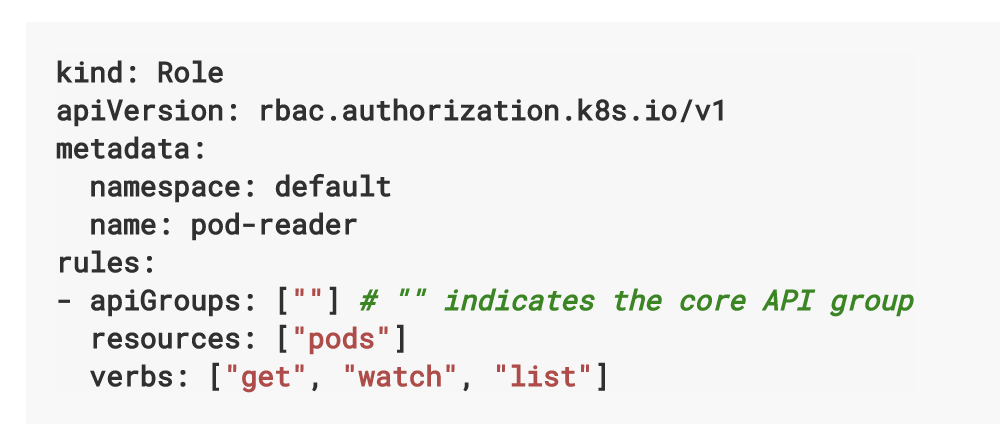 kind: Role
apiVersion: rbac.authorization.k8s.io/v1
metadata:
  namespace: default
  name: pod-reader
rules:
- apiGroups: [""] # "" indicates the core API group
  resources: ["pods"]
  verbs: ["get", "watch", "list"]